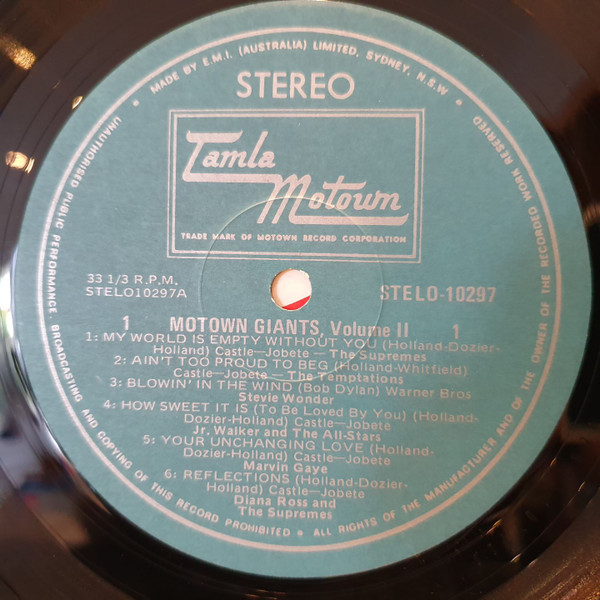 • MADE BY E.M.I. (AUSTRALIA) LIMITED, SYDNEY, N.S.W •
UNAUTHORISED PUBLIC PERFORMANCE, BROADCASTING AND COPYING OF THIS RECORD PROHIBITED • ALL RIGHTS OF THE MANUFACTURER AND OF THE OWNER OF THE RECORDED WORK RESERVED
STEREO
Tamla
Motown
TRADE MARK OF MOTOWN RECORD CORPORATION
33 1/3 R.P.M.
STELO10297A
STELO-10297
1 MOTOWN GIANTS, Volume II 1
1: MY WORLD IS EMPTY WITHOUT YOU (Holland-Dozier-
Holland) Castle—Jobete — The Supremes
2: AIN'T TOO PROUD TO BEG (Holland-Whitfield)
Castle—Jobete — The Temptations
3: BLOWIN' IN THE WIND (Bob Dylan) Warner Bros
Stevie Wonder
4: HOW SWEET IT IS (To Be Loved By You) (Holland-
Dozier-Holland) Castle—Jobete
Jr. Walker and The All-Stars
5: YOUR UNCHANGING LOVE (Holland-
Dozier-Holland) Castle—Jobete
Marvin Gaye
6: REFLECTIONS (Holland-Dozier-
Holland) Castle—Jobete
Diana Ross and
The Supremes